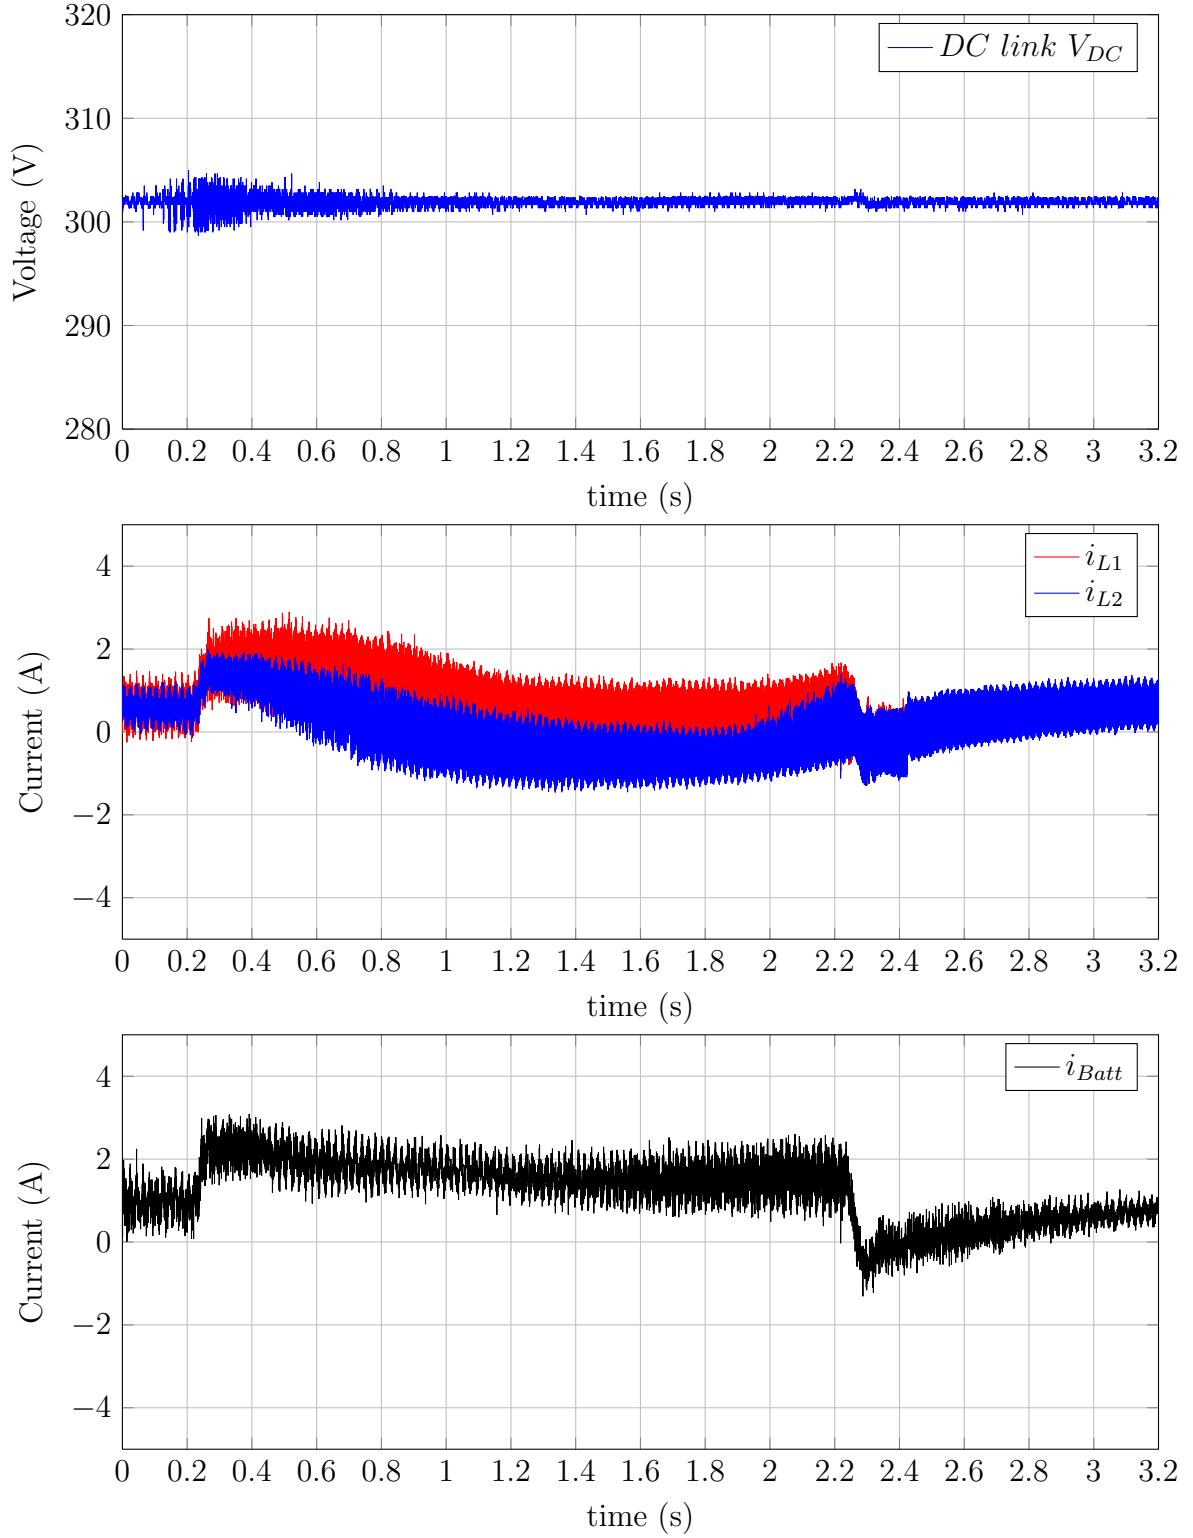 320
310
300
290
280
Voltage (V)
DC link V_DC
0 0.2 0.4 0.6 0.8 1 1.2 1.4 1.6 1.8 2 2.2 2.4 2.6 2.8 3 3.2
time (s)
4
2
0
−2
−4
Current (A)
i_L1
i_L2
0 0.2 0.4 0.6 0.8 1 1.2 1.4 1.6 1.8 2 2.2 2.4 2.6 2.8 3 3.2
time (s)
4
2
0
−2
−4
Current (A)
i_Batt
0 0.2 0.4 0.6 0.8 1 1.2 1.4 1.6 1.8 2 2.2 2.4 2.6 2.8 3 3.2
time (s)